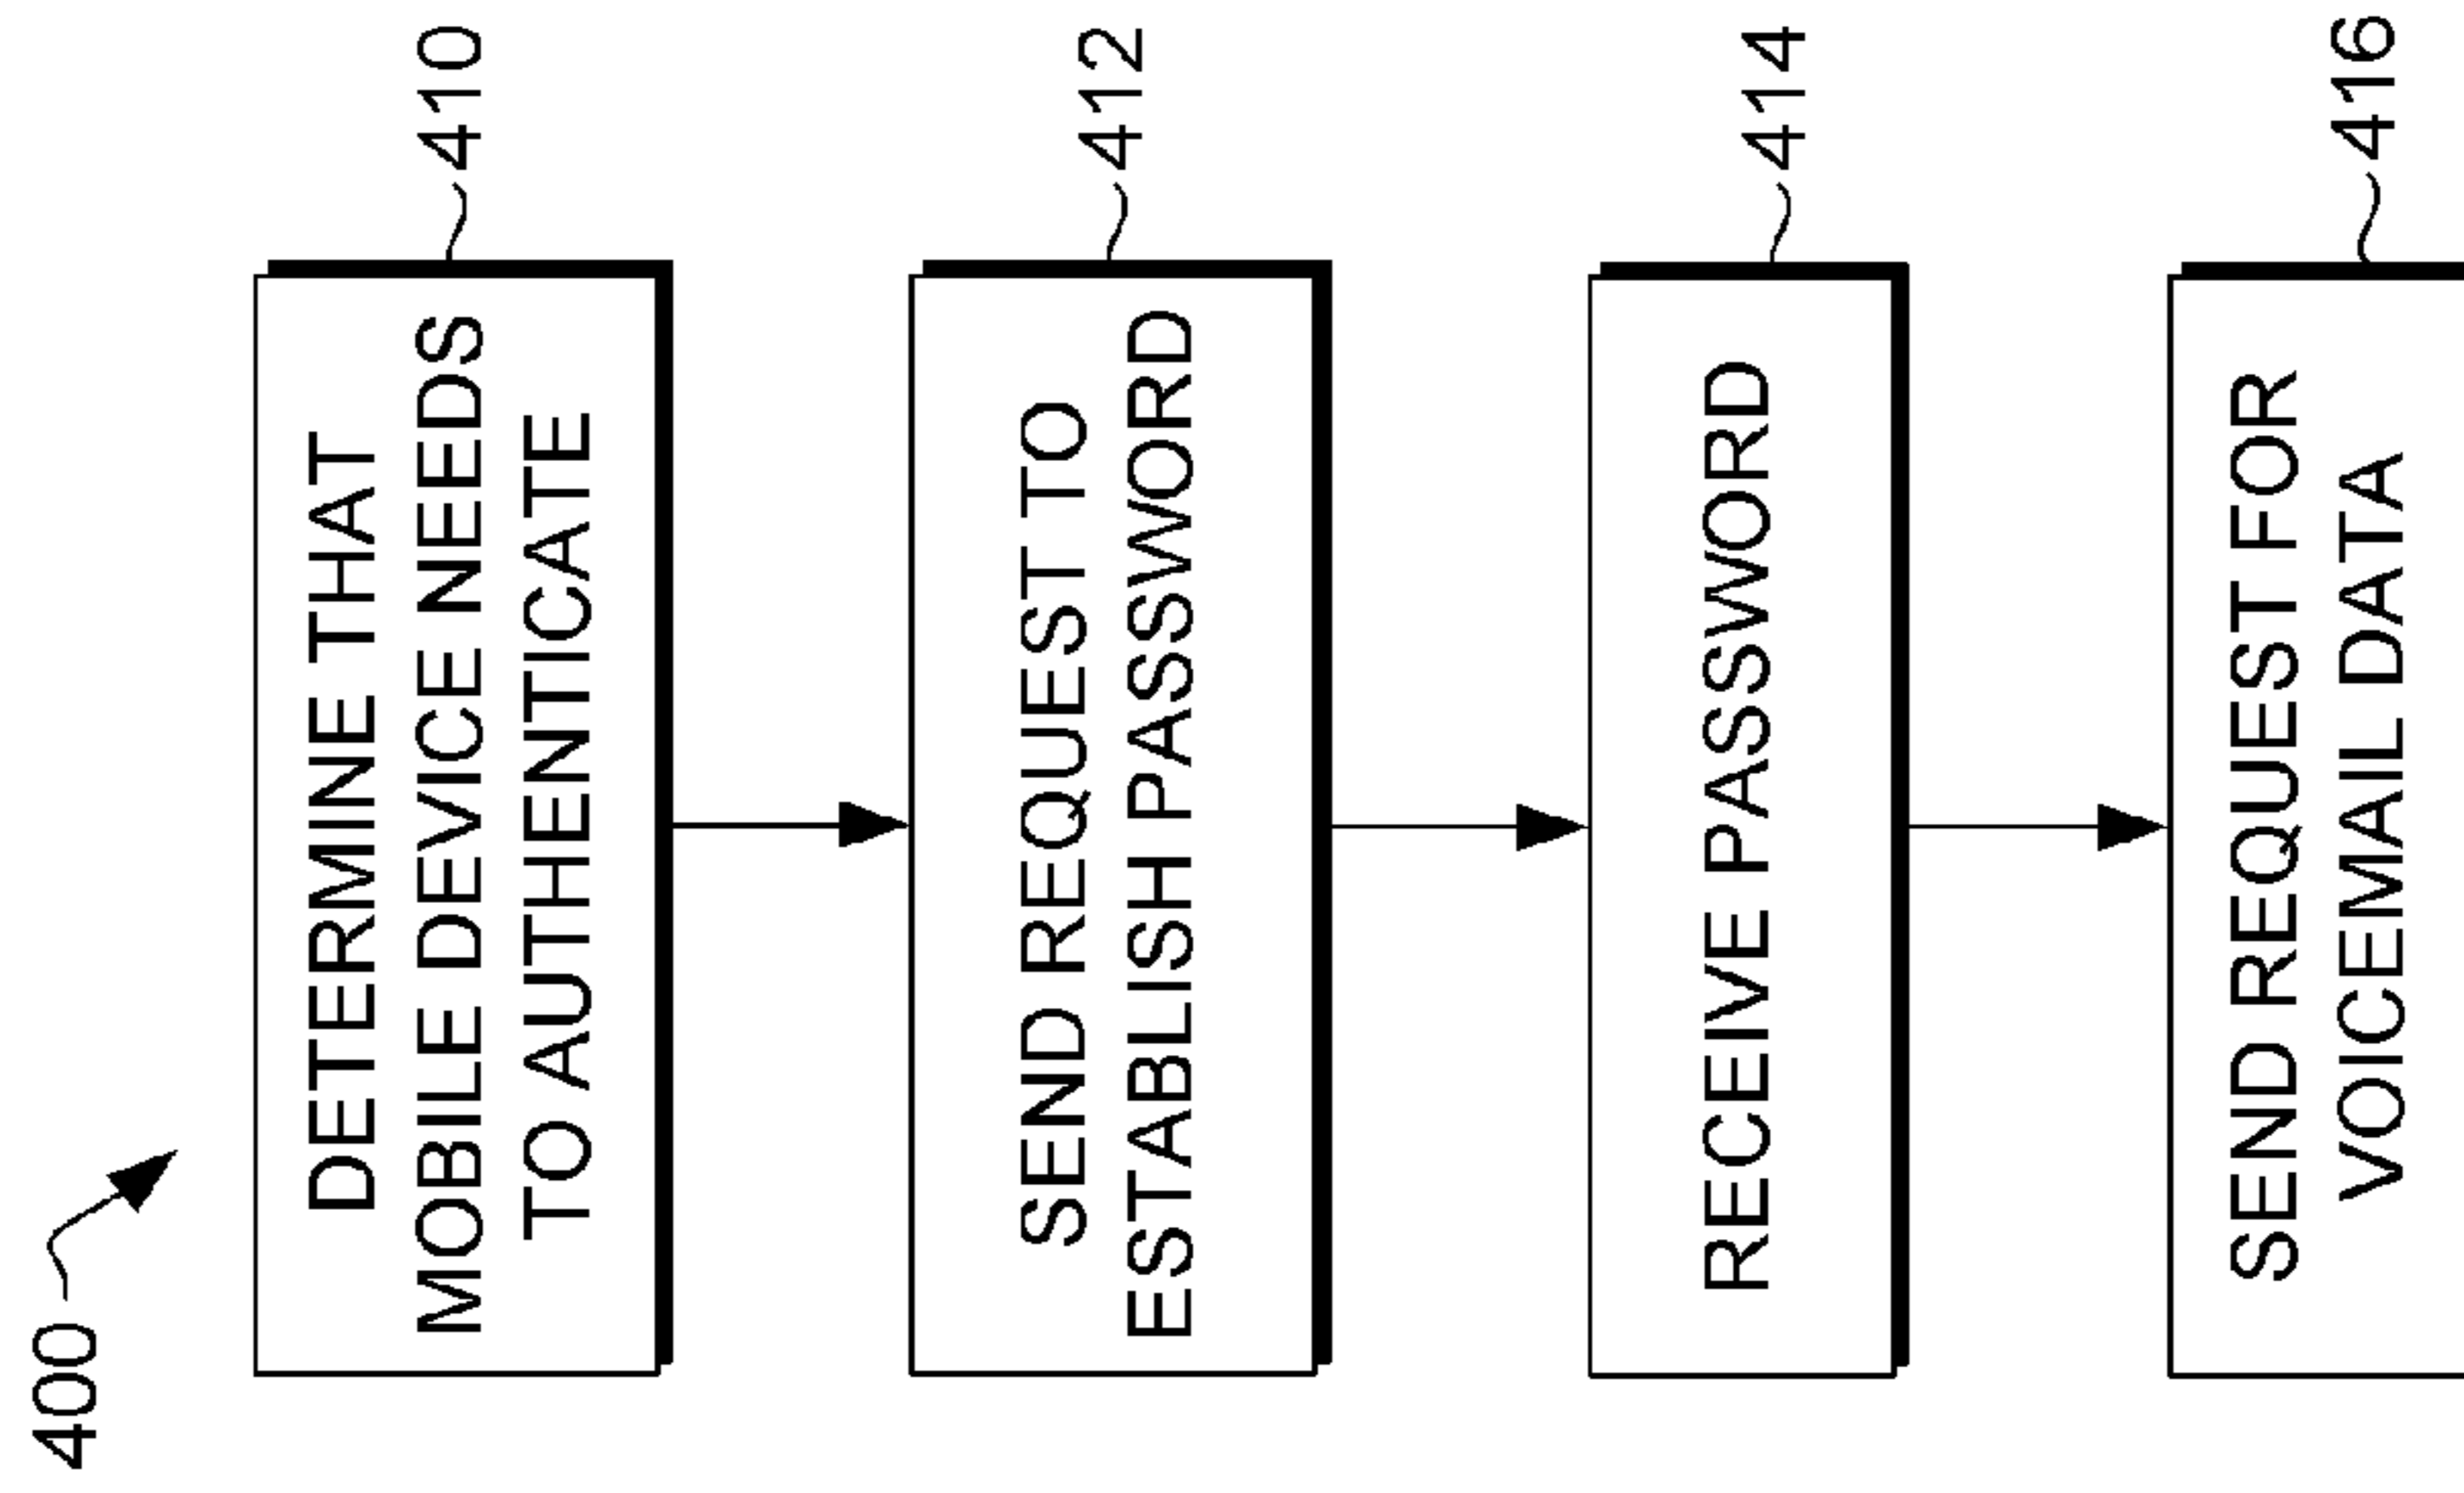 400
DETERMINE THAT
MOBILE DEVICE NEEDS
TO AUTHENTICATE
410
SEND REQUEST TO
ESTABLISH PASSWORD
412
RECEIVE PASSWORD
414
SEND REQUEST FOR
VOICEMAIL DATA
416